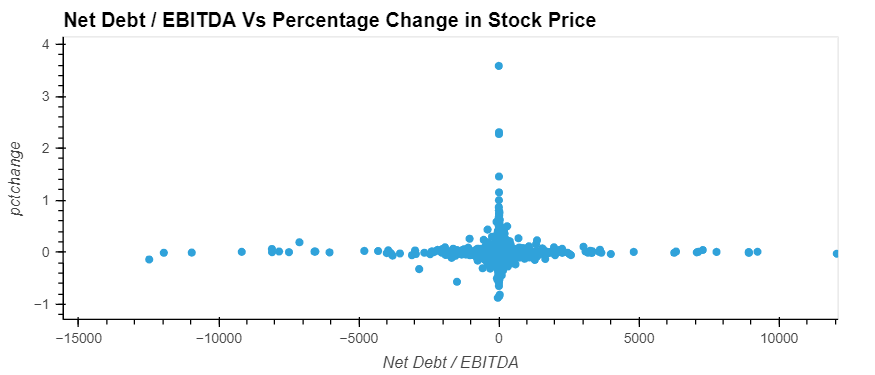 Net Debt / EBITDA Vs Percentage Change in Stock Price
4
3
2
1
0
−1
pctchange
−15000 −10000 −5000 0 5000 10000
Net Debt / EBITDA